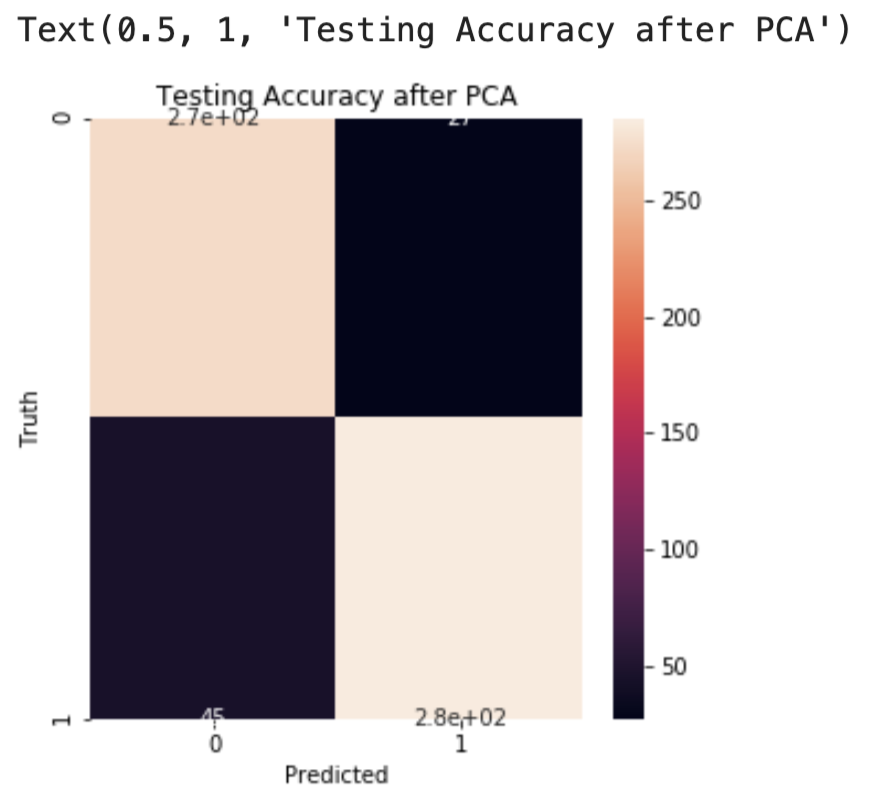 Text(0.5, 1, 'Testing Accuracy after PCA')
Testing Accuracy after PCA
0
2.7e+02
27
250
200
Truth
150
100
50
1
45
2.8e+02
0
1
Predicted